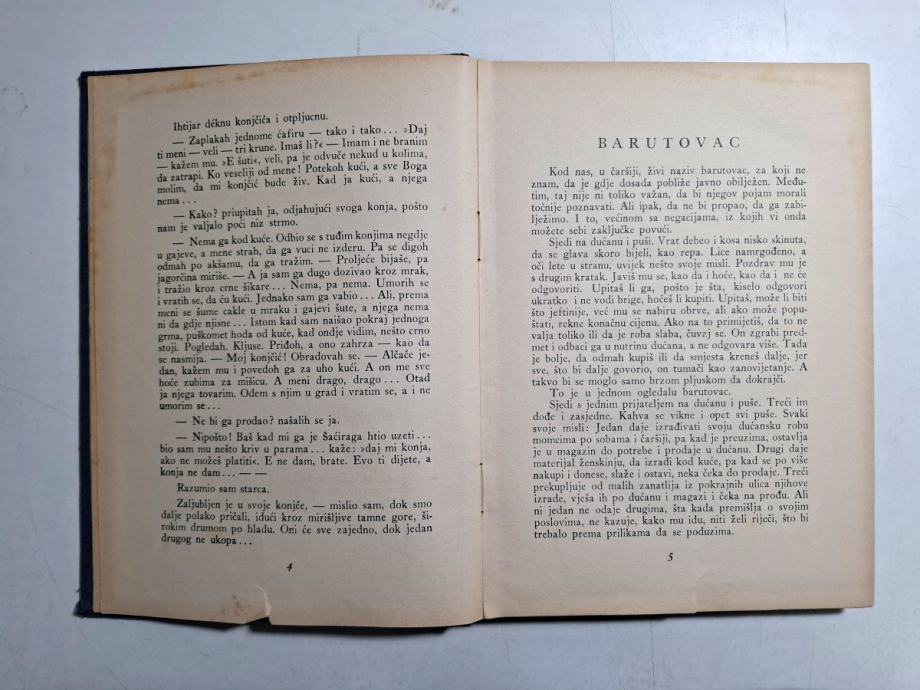 Ihtijar déknu konjčića i otpljucnu.
— Zaplakah jednome ćafiru — tako i tako... »Daj
ti meni — veli — tri krune. Imaš li?« — Imam i ne branim
— kažem mu. »E šuti«, veli, pa je odvuče nekud u kolima,
da zatrapi. Ko veseliji od mene! Potekoh kući, a sve Boga
molim, da mi konjčić bude živ. Kad ja kući, a njega
nema...
— Kako? priupitah ja, odjahujući svoga konja, pošto
nam je valjalo poći niz strmo.
— Nema ga kod kuće. Odbio se s tuđim konjima negdje
u gajeve, a mene strah, da ga vuci ne izderu. Pa se digoh
odmah po akšamu, da ga tražim. — Proljeće bijaše, pa
jagorčina miriše. — A ja sam ga dugo dozivao kroz mrak,
i tražio kroz crne šikare... Nema, pa nema. Umorih se
i vratih se, da ću kući. Jednako sam ga vabio... Ali, prema
meni se šume cakle u mraku i gajevi šute, a njega nema
ni da gdje njisne... Istom kad sam naišao pokraj jednoga
grma, puškomet hoda od kuće, kad ondje vidim, nešto crno
stoji. Pogledah. Kljuse. Priđoh, a ono zahrza — kao da
se nasmija. — Moj konjčić! Obradovah se. — Alčače je-
dan, kažem mu i povedoh ga za uho kući. A on me sve
hoće zubima za mišicu. A meni drago, drago... Otad
ja njega tovarim. Odem s njim u grad i vratim se, a i ne
umorim se...
— Ne bi ga prodao? našalih se ja.
— Nipošto! Baš kad mi ga je Šaćiraga htio uzeti...
bio sam mu nešto kriv u parama... kaže: »daj mi konja,
ako ne možeš platiti«. E ne dam, brate. Evo ti dijete, a
konja ne dam... — —
Razumio sam starca.
Zaljubljen je u svoje konjče, — mislio sam, dok smo
dalje polako pričali, idući kroz mirišljive tamne gore, ši-
rokim drumom po hladu. Oni će sve zajedno, dok jedan
drugog ne ukopa...
4
BARUTOVAC
Kod nas, u čaršiji, živi naziv barutovac, za koji ne
znam, da je gdje dosada pobliže javno obilježen. Među-
tim, taj nije ni toliko važan, da bi njegov pojam morali
točnije poznavati. Ali ipak, da ne bi propao, da ga zabi-
lježimo. I to, većinom sa negacijama, iz kojih vi onda
možete sebi zaključke povući.
Sjedi na dućanu i puši. Vrat debeo i kosa nisko skinuta,
da se glava skoro bijeli, kao repa. Lice namrgođeno, a
oči lete u stranu, uvijek nešto svoje misli. Pozdrav mu je
s drugim kratak. Javiš mu se, kao da i hoće, kao da i ne će
odgovoriti. Upitaš li ga, pošto je šta, kiselo odgovori
ukratko i ne vodi brige, hoćeš li kupiti. Upitaš, može li biti
što jeftinije, već mu se nabiru obrve, ali ako može popu-
štati, rekne konačnu cijenu. Ako na to primijetiš, da to ne
valja toliko ili da je roba slaba, čuvaj se. On zgrabi pred-
met i odbaci ga u nutrinu dućana, a ne odgovara više. Tada
je bolje, da odmah kupiš ili da smjesta kreneš dalje, jer
sve, što bi dalje govorio, on tumači kao zanovijetanje. A
takvo bi se moglo samo brzom pljuskom da dokrajči.
To je u jednom ogledalu barutovac.
Sjedi s jednim prijateljem na dućanu i puše. Treći im
dođe i zasjedne. Kahva se vikne i opet svi puše. Svaki
svoje misli: Jedan daje izrađivati svoju dućansku robu
momcima po sobama i čaršiji, pa kad je preuzima, ostavlja
je u magazin do potrebe i prodaje u dućanu. Drugi daje
materijal ženskinju, da izradi kod kuće, pa kad se po više
nakupi i donese, slaže i ostavi, neka čeka do prodaje. Treći
prekupljuje od malih zanatlija iz pokrajnih ulica njihove
izrade, vješa ih po dućanu i magazi i čeka na prođu. Ali
ni jedan ne odaje drugima, šta kada premišlja o svojim
poslovima, ne kazuje, kako mu idu, niti želi riječi, što bi
trebalo prema prilikama da se poduzima.
5